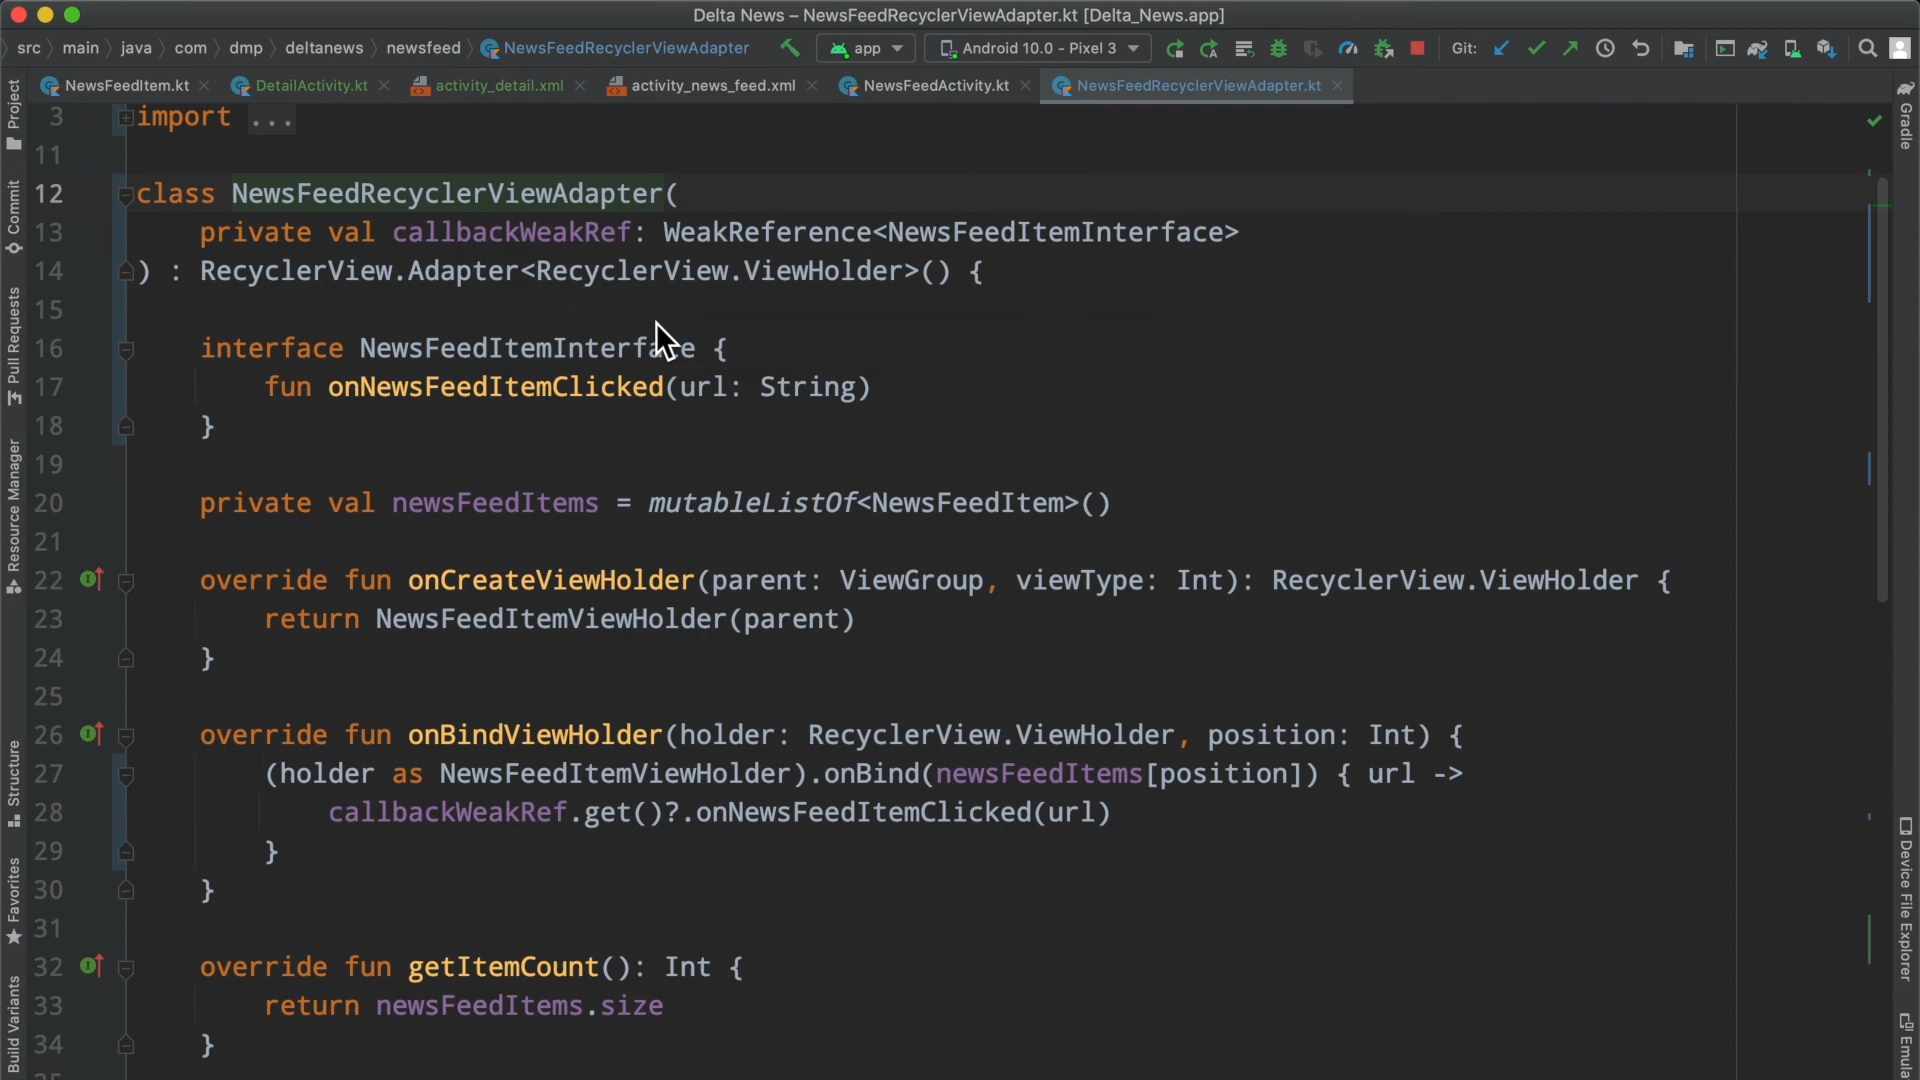 Delta News – NewsFeedRecyclerViewAdapter.kt [Delta_News.app]
src main java com dmp deltanews newsfeed NewsFeedRecyclerViewAdapter app Android 10.0 - Pixel 3 Git:
NewsFeedItem.kt DetailActivity.kt activity_detail.xml activity_news_feed.xml NewsFeedActivity.kt NewsFeedRecyclerViewAdapter.kt
Project
Commit
Pull Requests
Resource Manager
Structure
Favorites
Build Variants
3 import ...
11
12 class NewsFeedRecyclerViewAdapter(
13 private val callbackWeakRef: WeakReference<NewsFeedItemInterface>
14 ) : RecyclerView.Adapter<RecyclerView.ViewHolder>() {
15
16 interface NewsFeedItemInterface {
17 fun onNewsFeedItemClicked(url: String)
18 }
19
20 private val newsFeedItems = mutableListOf<NewsFeedItem>()
21
22 override fun onCreateViewHolder(parent: ViewGroup, viewType: Int): RecyclerView.ViewHolder {
23 return NewsFeedItemViewHolder(parent)
24 }
25
26 override fun onBindViewHolder(holder: RecyclerView.ViewHolder, position: Int) {
27 (holder as NewsFeedItemViewHolder).onBind(newsFeedItems[position]) { url ->
28 callbackWeakRef.get()?.onNewsFeedItemClicked(url)
29 }
30 }
31
32 override fun getItemCount(): Int {
33 return newsFeedItems.size
34 }
Gradle
Device File Explorer
Emula